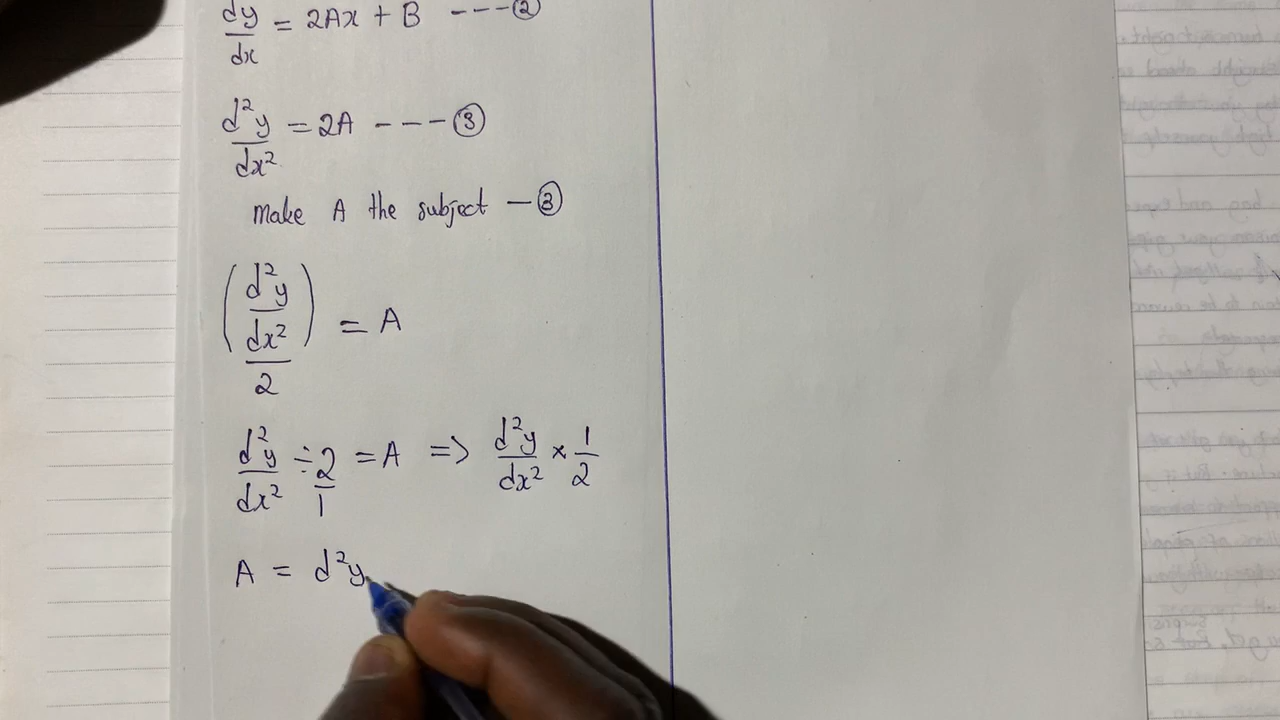 dy/dx = 2Ax + B ---②
d²y/dx² = 2A ---③
make A the subject —③
(d²y/dx²)/2 = A
d²y/dx² ÷ 2/1 = A => d²y/dx² × 1/2
A = d²y